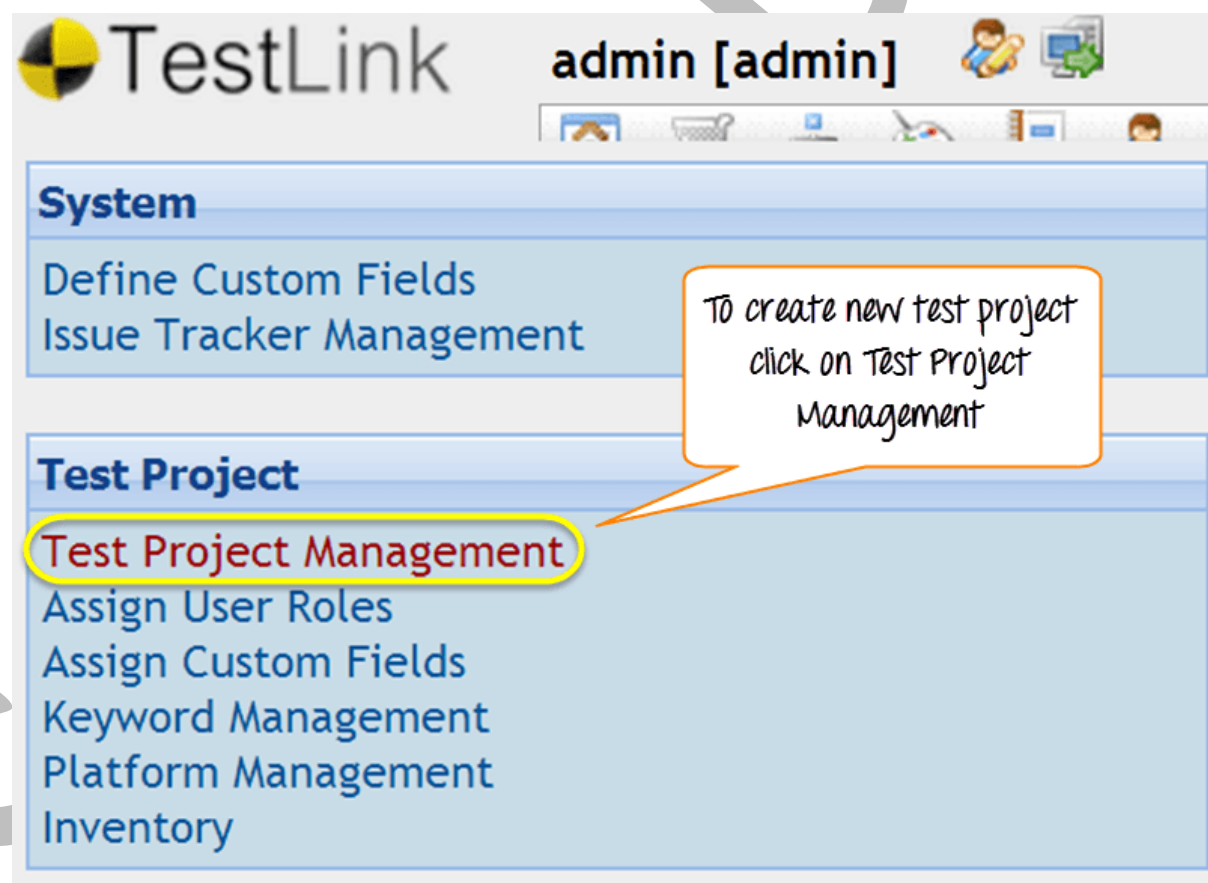 TestLink
admin [admin]
System
Define Custom Fields
Issue Tracker Management
To create new test project
click on Test Project
Management
Test Project
Test Project Management
Assign User Roles
Assign Custom Fields
Keyword Management
Platform Management
Inventory